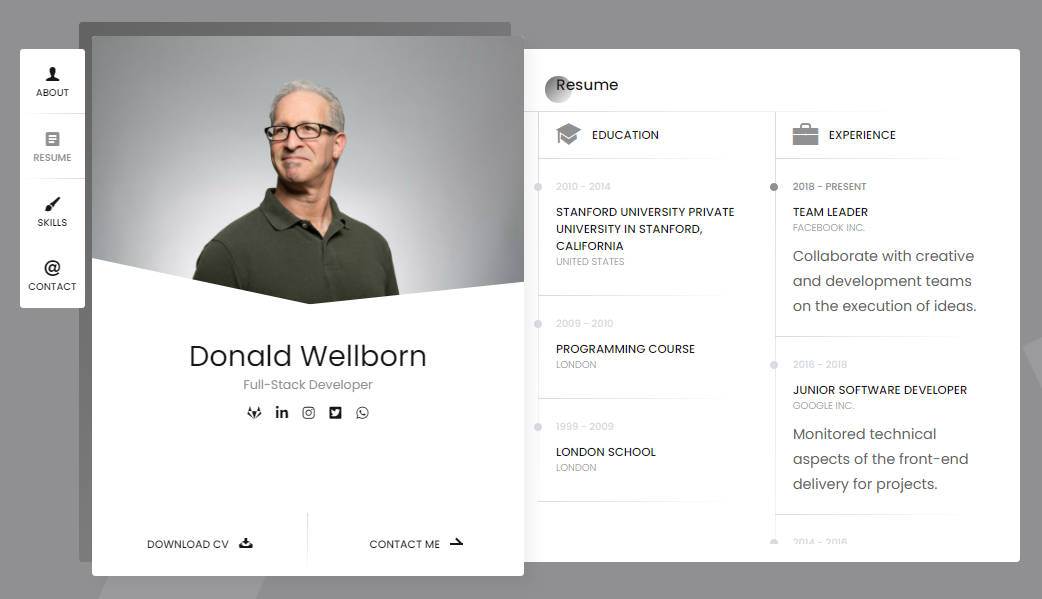 ABOUT
RESUME
SKILLS
@
CONTACT
Donald Wellborn
Full-Stack Developer
in
DOWNLOAD CV
CONTACT ME
Resume
EDUCATION
2010 - 2014
STANFORD UNIVERSITY PRIVATE
UNIVERSITY IN STANFORD,
CALIFORNIA
UNITED STATES
2009 - 2010
PROGRAMMING COURSE
LONDON
1999 - 2009
LONDON SCHOOL
LONDON
EXPERIENCE
2018 - PRESENT
TEAM LEADER
FACEBOOK INC.
Collaborate with creative
and development teams
on the execution of ideas.
2016 - 2018
JUNIOR SOFTWARE DEVELOPER
GOOGLE INC.
Monitored technical
aspects of the front-end
delivery for projects.
2014 - 2016